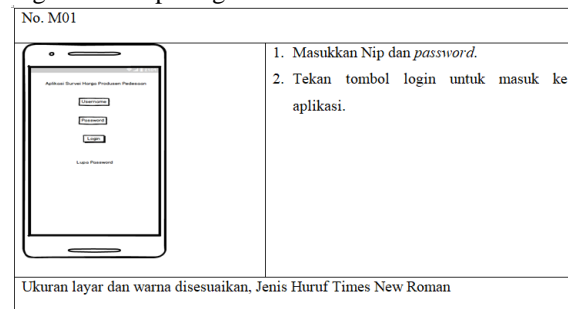 No. M01
Aplikasi Survei Harga Produsen Pedesaan
Username
Password
Login
Lupa Password
1. Masukkan Nip dan password.
2. Tekan tombol login untuk masuk ke
aplikasi.
Ukuran layar dan warna disesuaikan, Jenis Huruf Times New Roman